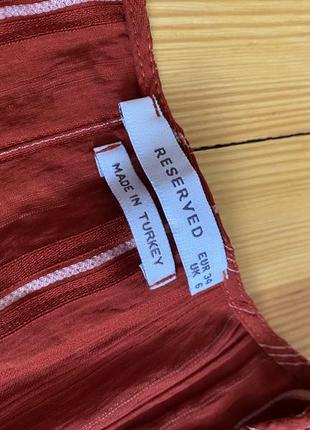 RESERVED
EUR 34
UK 6
MADE IN TURKEY